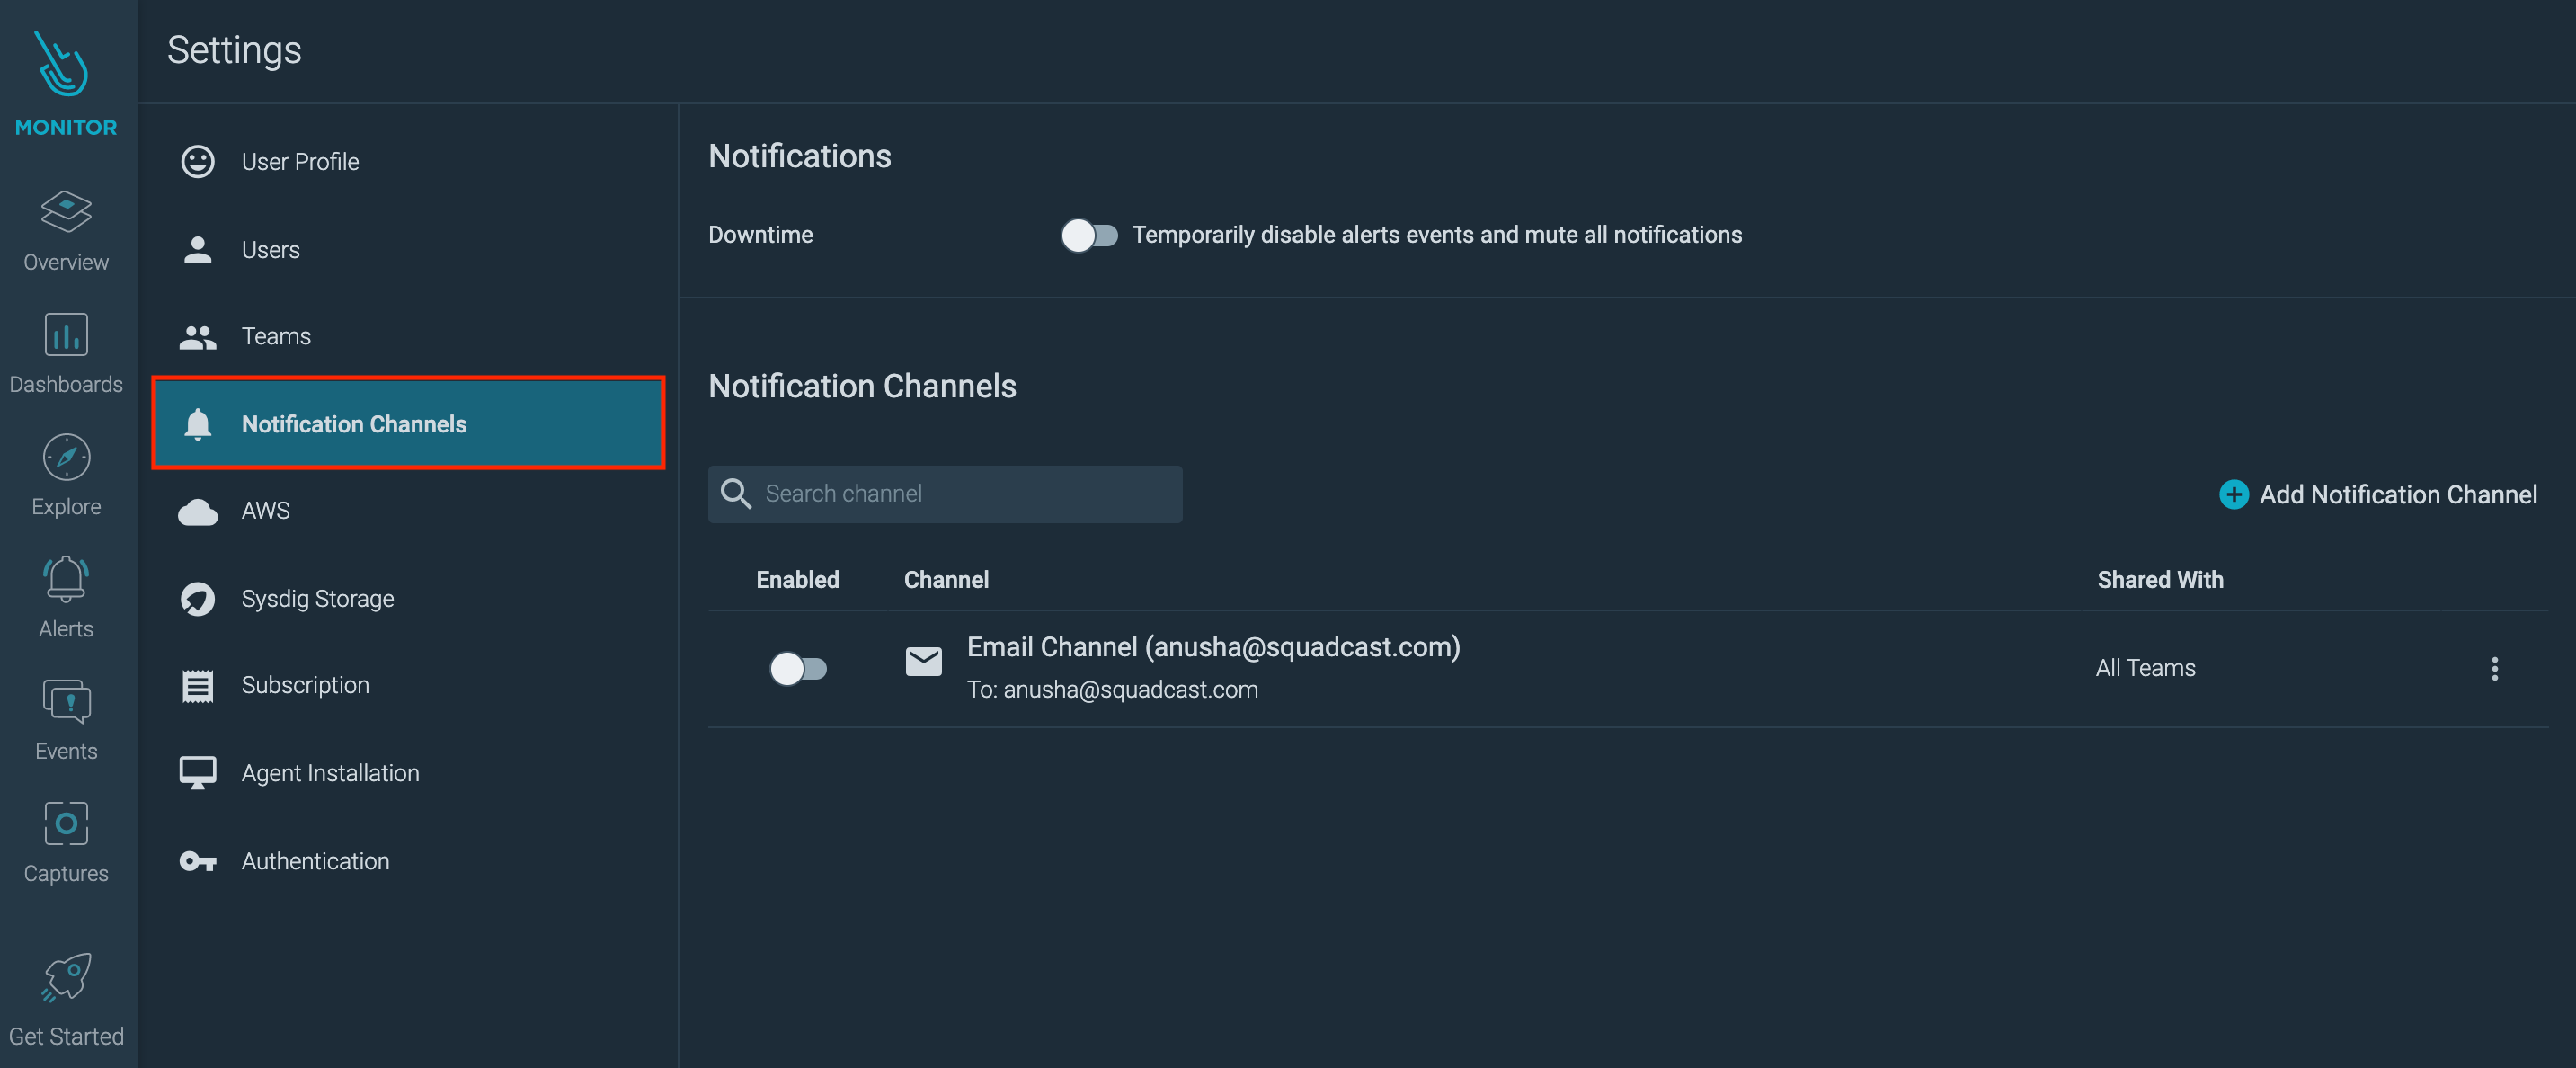 Settings
MONITOR
Overview
Dashboards
Explore
Alerts
Events
Captures
Get Started
User Profile
Users
Teams
Notification Channels
AWS
Sysdig Storage
Subscription
Agent Installation
Authentication
Notifications
Downtime Temporarily disable alerts events and mute all notifications
Notification Channels
Search channel
Add Notification Channel
Enabled Channel Shared With
Email Channel (anusha@squadcast.com)
To: anusha@squadcast.com
All Teams